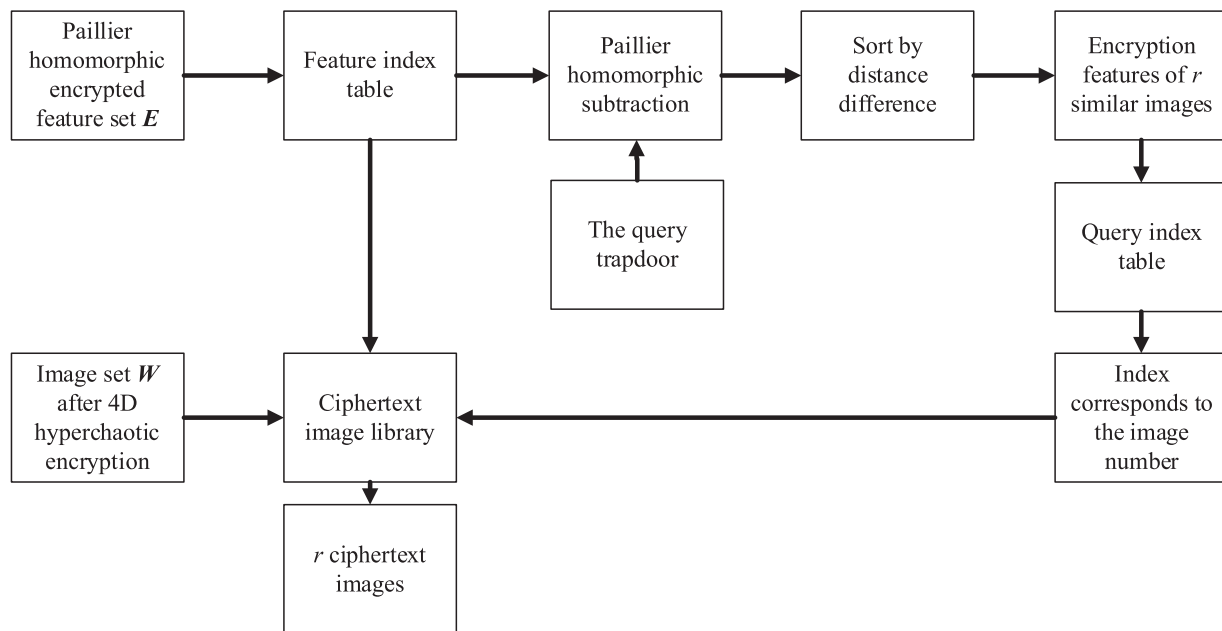 Paillier
homomorphic
encrypted
feature set E
Feature index
table
Paillier
homomorphic
subtraction
Sort by
distance
difference
Encryption
features of r
similar images
The query
trapdoor
Query index
table
Image set W
after 4D
hyperchaotic
encryption
Ciphertext
image library
Index
corresponds to
the image
number
r ciphertext
images